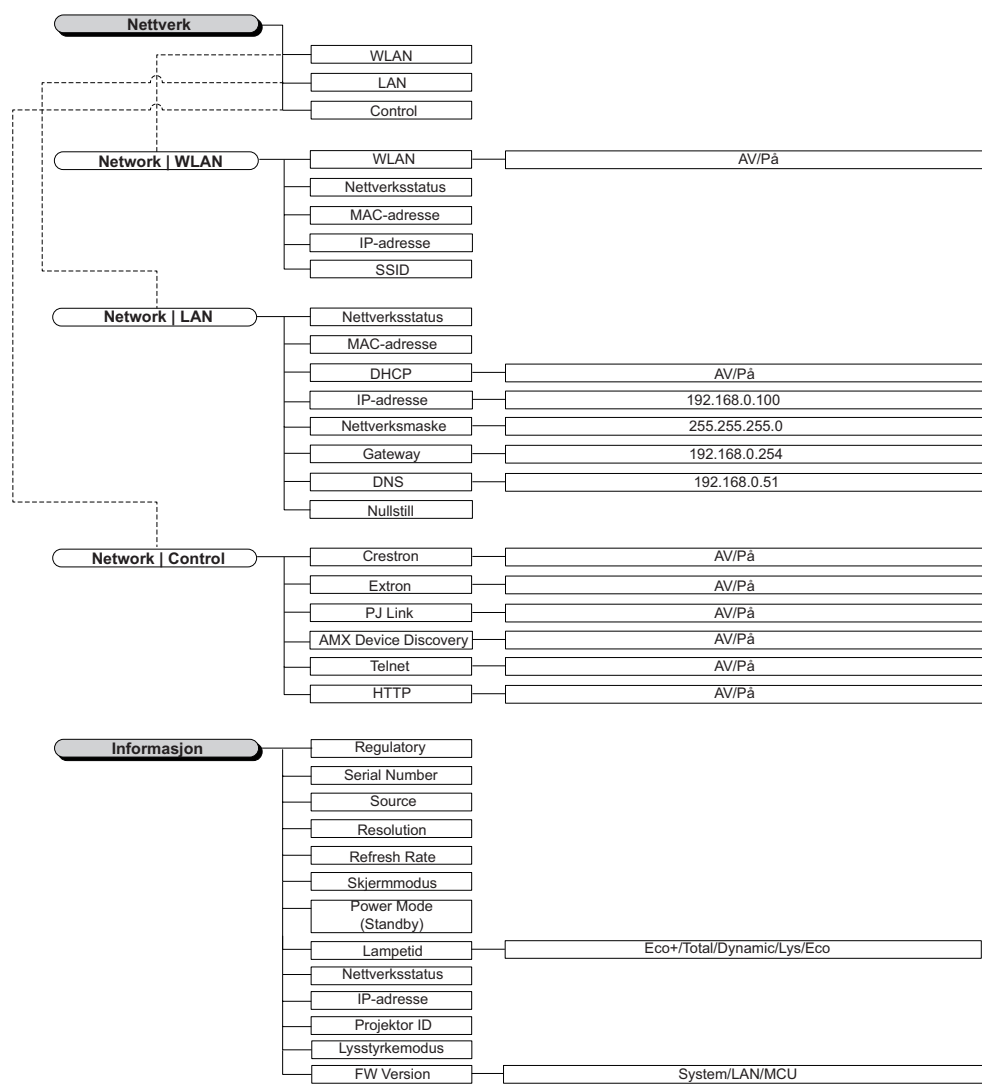 Nettverk
WLAN
LAN
Control
Network | WLAN
WLAN
AV/På
Nettverksstatus
MAC-adresse
IP-adresse
SSID
Network | LAN
Nettverksstatus
MAC-adresse
DHCP
AV/På
IP-adresse
192.168.0.100
Nettverksmaske
255.255.255.0
Gateway
192.168.0.254
DNS
192.168.0.51
Nullstill
Network | Control
Crestron
AV/På
Extron
AV/På
PJ Link
AV/På
AMX Device Discovery
AV/På
Telnet
AV/På
HTTP
AV/På
Informasjon
Regulatory
Serial Number
Source
Resolution
Refresh Rate
Skjermmodus
Power Mode
(Standby)
Lampetid
Eco+/Total/Dynamic/Lys/Eco
Nettverksstatus
IP-adresse
Projektor ID
Lysstyrkemodus
FW Version
System/LAN/MCU